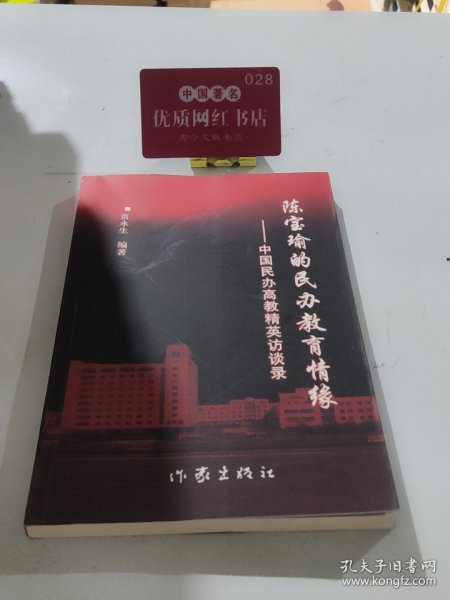 028
中国著名
优质网红书店
古今文献书店
陈宝瑜的民办教育情缘
——中国民办高教精英访谈录
贾永生 编著
作家出版社
孔夫子旧书网
www.kongfz.com